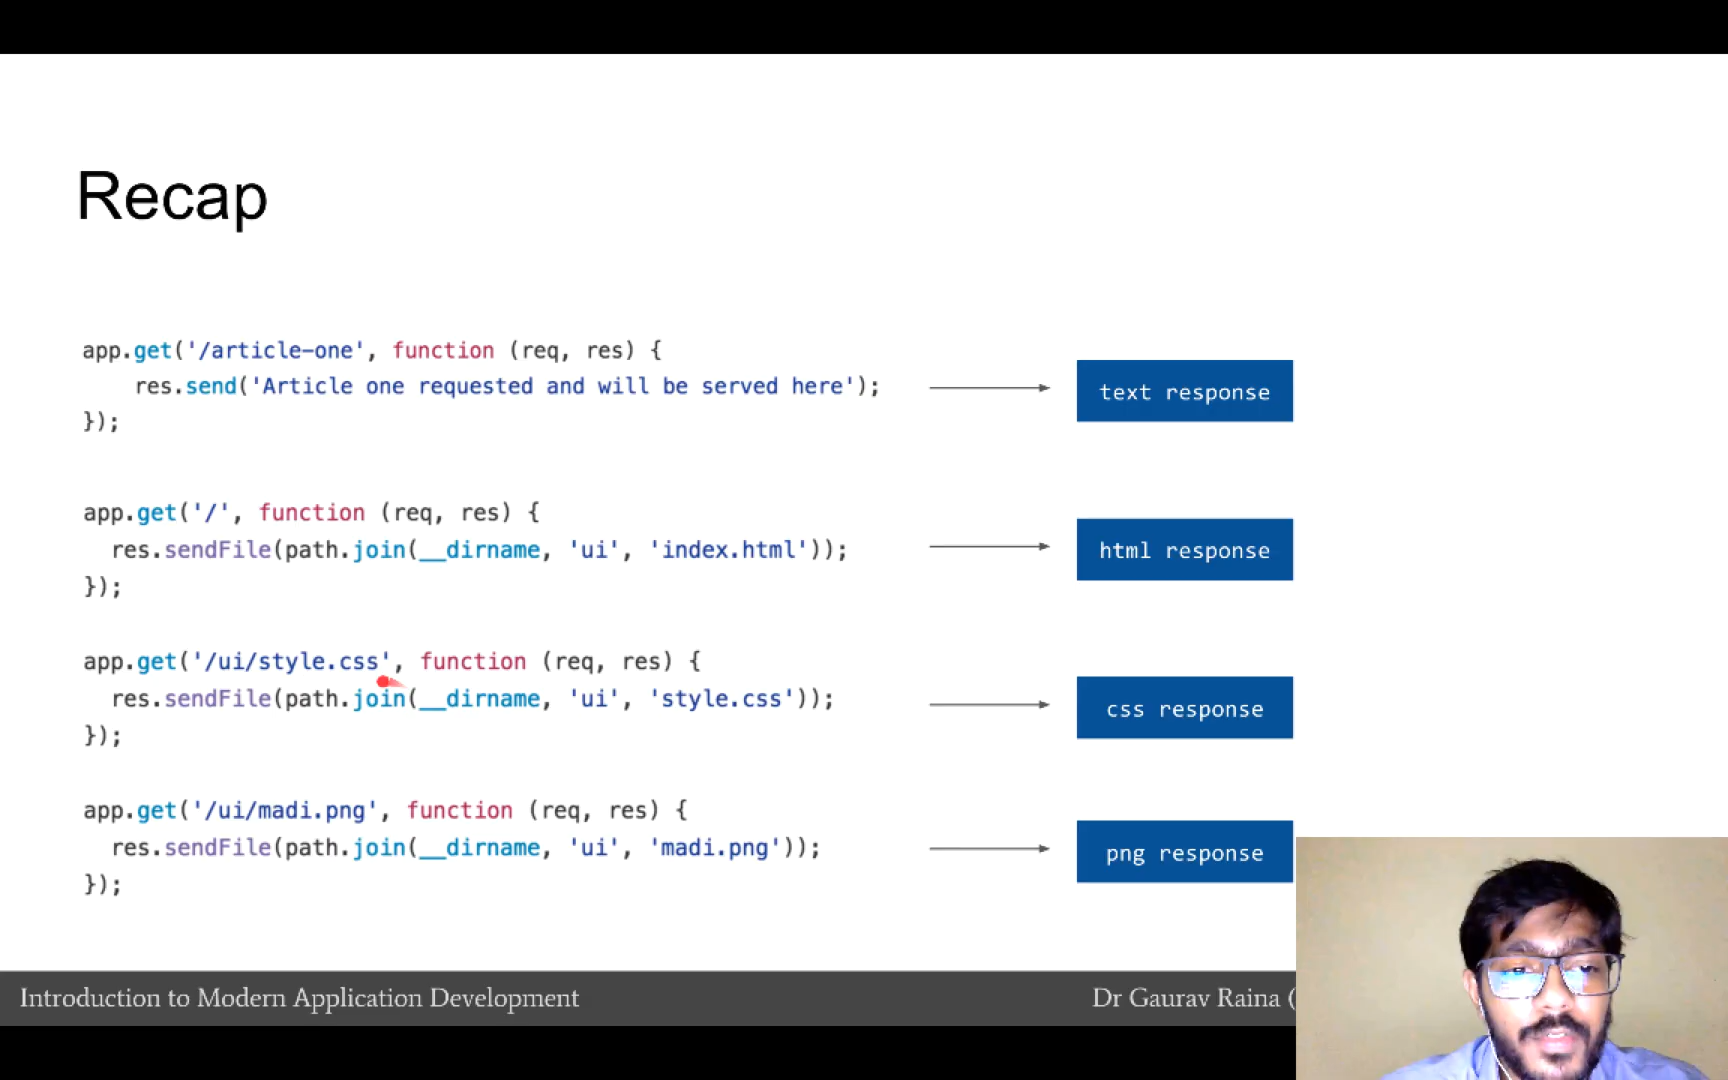 Recap
app.get('/article-one', function (req, res) {
res.send('Article one requested and will be served here');
});
text response
app.get('/', function (req, res) {
res.sendFile(path.join(__dirname, 'ui', 'index.html'));
});
html response
app.get('/ui/style.css', function (req, res) {
res.sendFile(path.join(__dirname, 'ui', 'style.css'));
});
css response
app.get('/ui/madi.png', function (req, res) {
res.sendFile(path.join(__dirname, 'ui', 'madi.png'));
});
png response
Introduction to Modern Application Development
Dr Gaurav Raina (